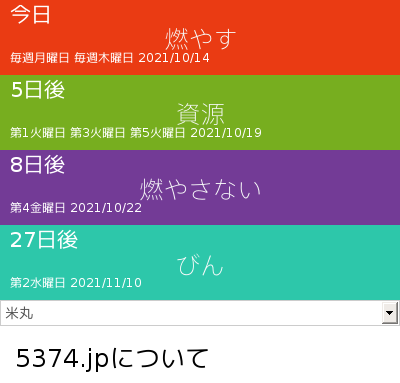 今日
燃やす
毎週月曜日 毎週木曜日 2021/10/14
5日後
資源
第1火曜日 第3火曜日 第5火曜日 2021/10/19
8日後
燃やさない
第4金曜日 2021/10/22
27日後
びん
第2水曜日 2021/11/10
米丸
5374.jpについて